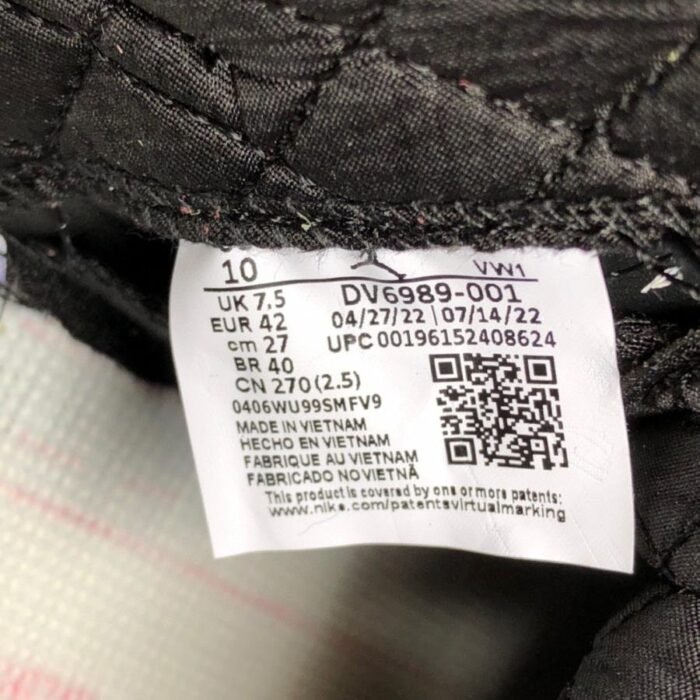 10
VW1
UK 7.5
DV6989-001
EUR 42
04/27/22 | 07/14/22
cm 27
UPC 00196152408624
BR 40
CN 270 (2.5)
0406WU99SMFV9
MADE IN VIETNAM
HECHO EN VIETNAM
FABRIQUE AU VIETNAM
FABRICADO NO VIETNÃ
This product is covered by one or more patents:
www.nike.com/patentsvirtualmarking